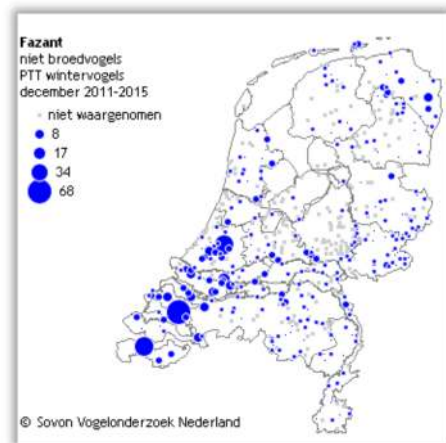 Fazant
niet broedvogels
PTT wintervogels
december 2011-2015
niet waargenomen
8
17
34
68
© Sovon Vogelonderzoek Nederland